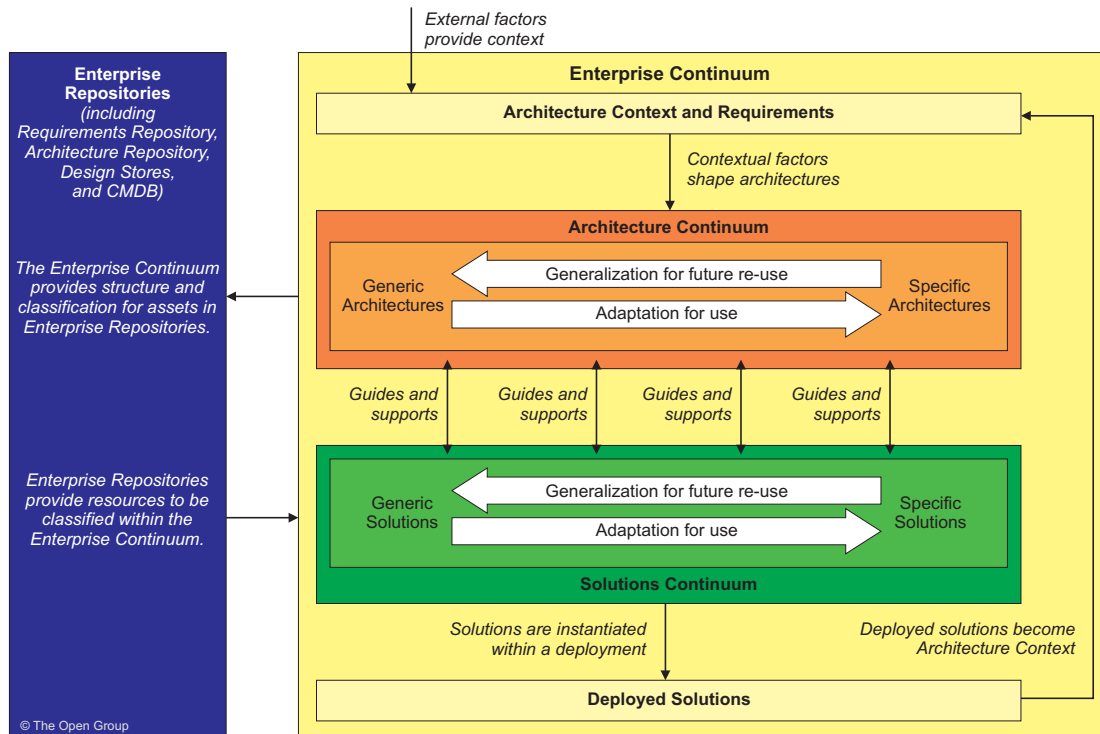 External factors
provide context
Enterprise
Repositories
(including
Requirements Repository,
Architecture Repository,
Design Stores,
and CMDB)
The Enterprise Continuum
provides structure and
classification for assets in
Enterprise Repositories.
Enterprise Repositories
provide resources to be
classified within the
Enterprise Continuum.
© The Open Group
Enterprise Continuum
Architecture Context and Requirements
Contextual factors
shape architectures
Architecture Continuum
Generic
Architectures
Generalization for future re-use
Adaptation for use
Specific
Architectures
Guides and
supports
Guides and
supports
Guides and
supports
Guides and
supports
Generic
Solutions
Generalization for future re-use
Adaptation for use
Specific
Solutions
Solutions Continuum
Solutions are instantiated
within a deployment
Deployed solutions become
Architecture Context
Deployed Solutions